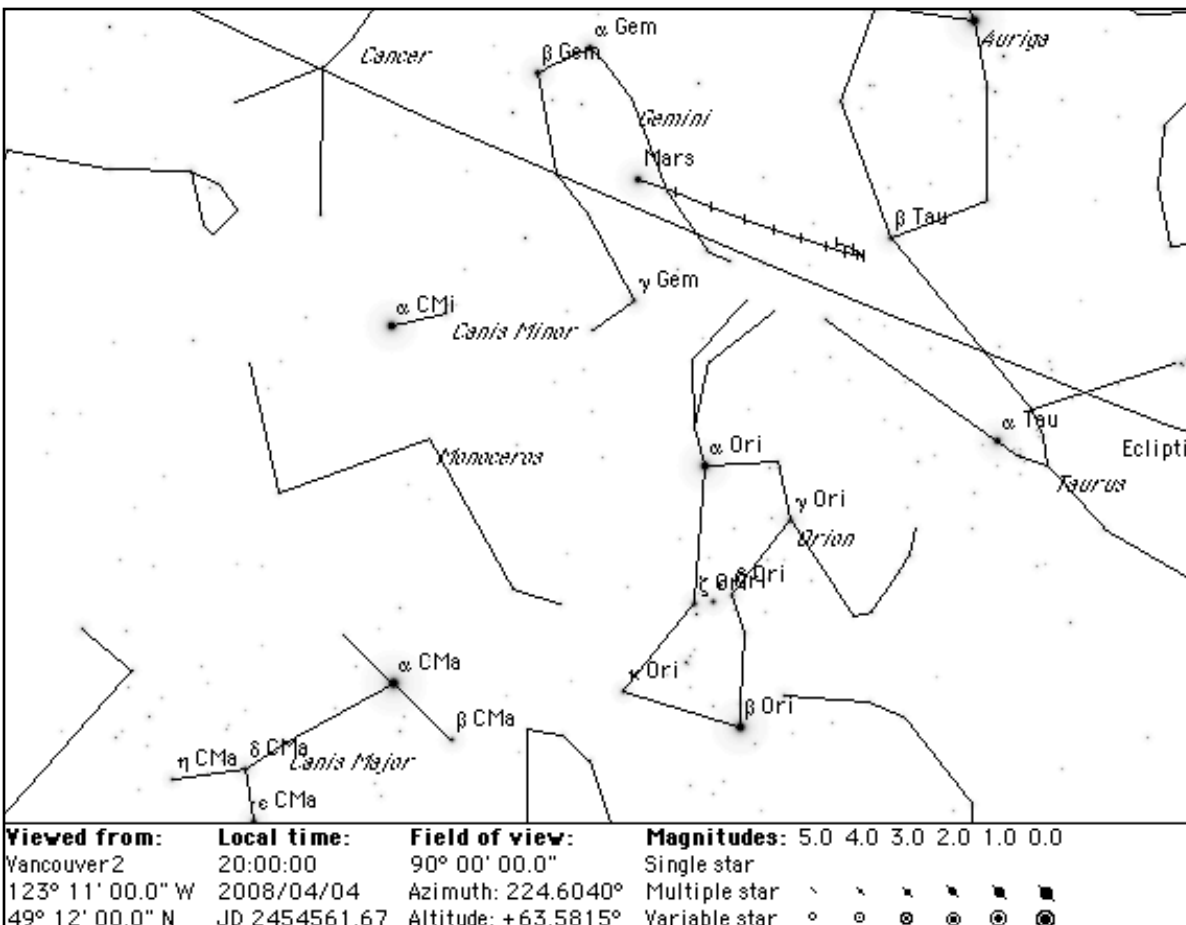 α Gem
Auriga
β Gem
Cancer
Gemini
Mars
β Tau
γ Gem
α CMi
Canis Minor
α Tau
α Ori
Eclipti
Monoceros
Taurus
γ Ori
Orion
ζ Ori δ Ori
α CMa
κ Ori
β Ori
β CMa
δ CMa
η CMa
Canis Major
ε CMa
Viewed from: Local time: Field of view: Magnitudes: 5.0 4.0 3.0 2.0 1.0 0.0
Vancouver2 20:00:00 90° 00' 00.0" Single star
123° 11' 00.0" W 2008/04/04 Azimuth: 224.6040° Multiple star
49° 12' 00.0" N JD 2454561.67 Altitude: +63.5815° Variable star